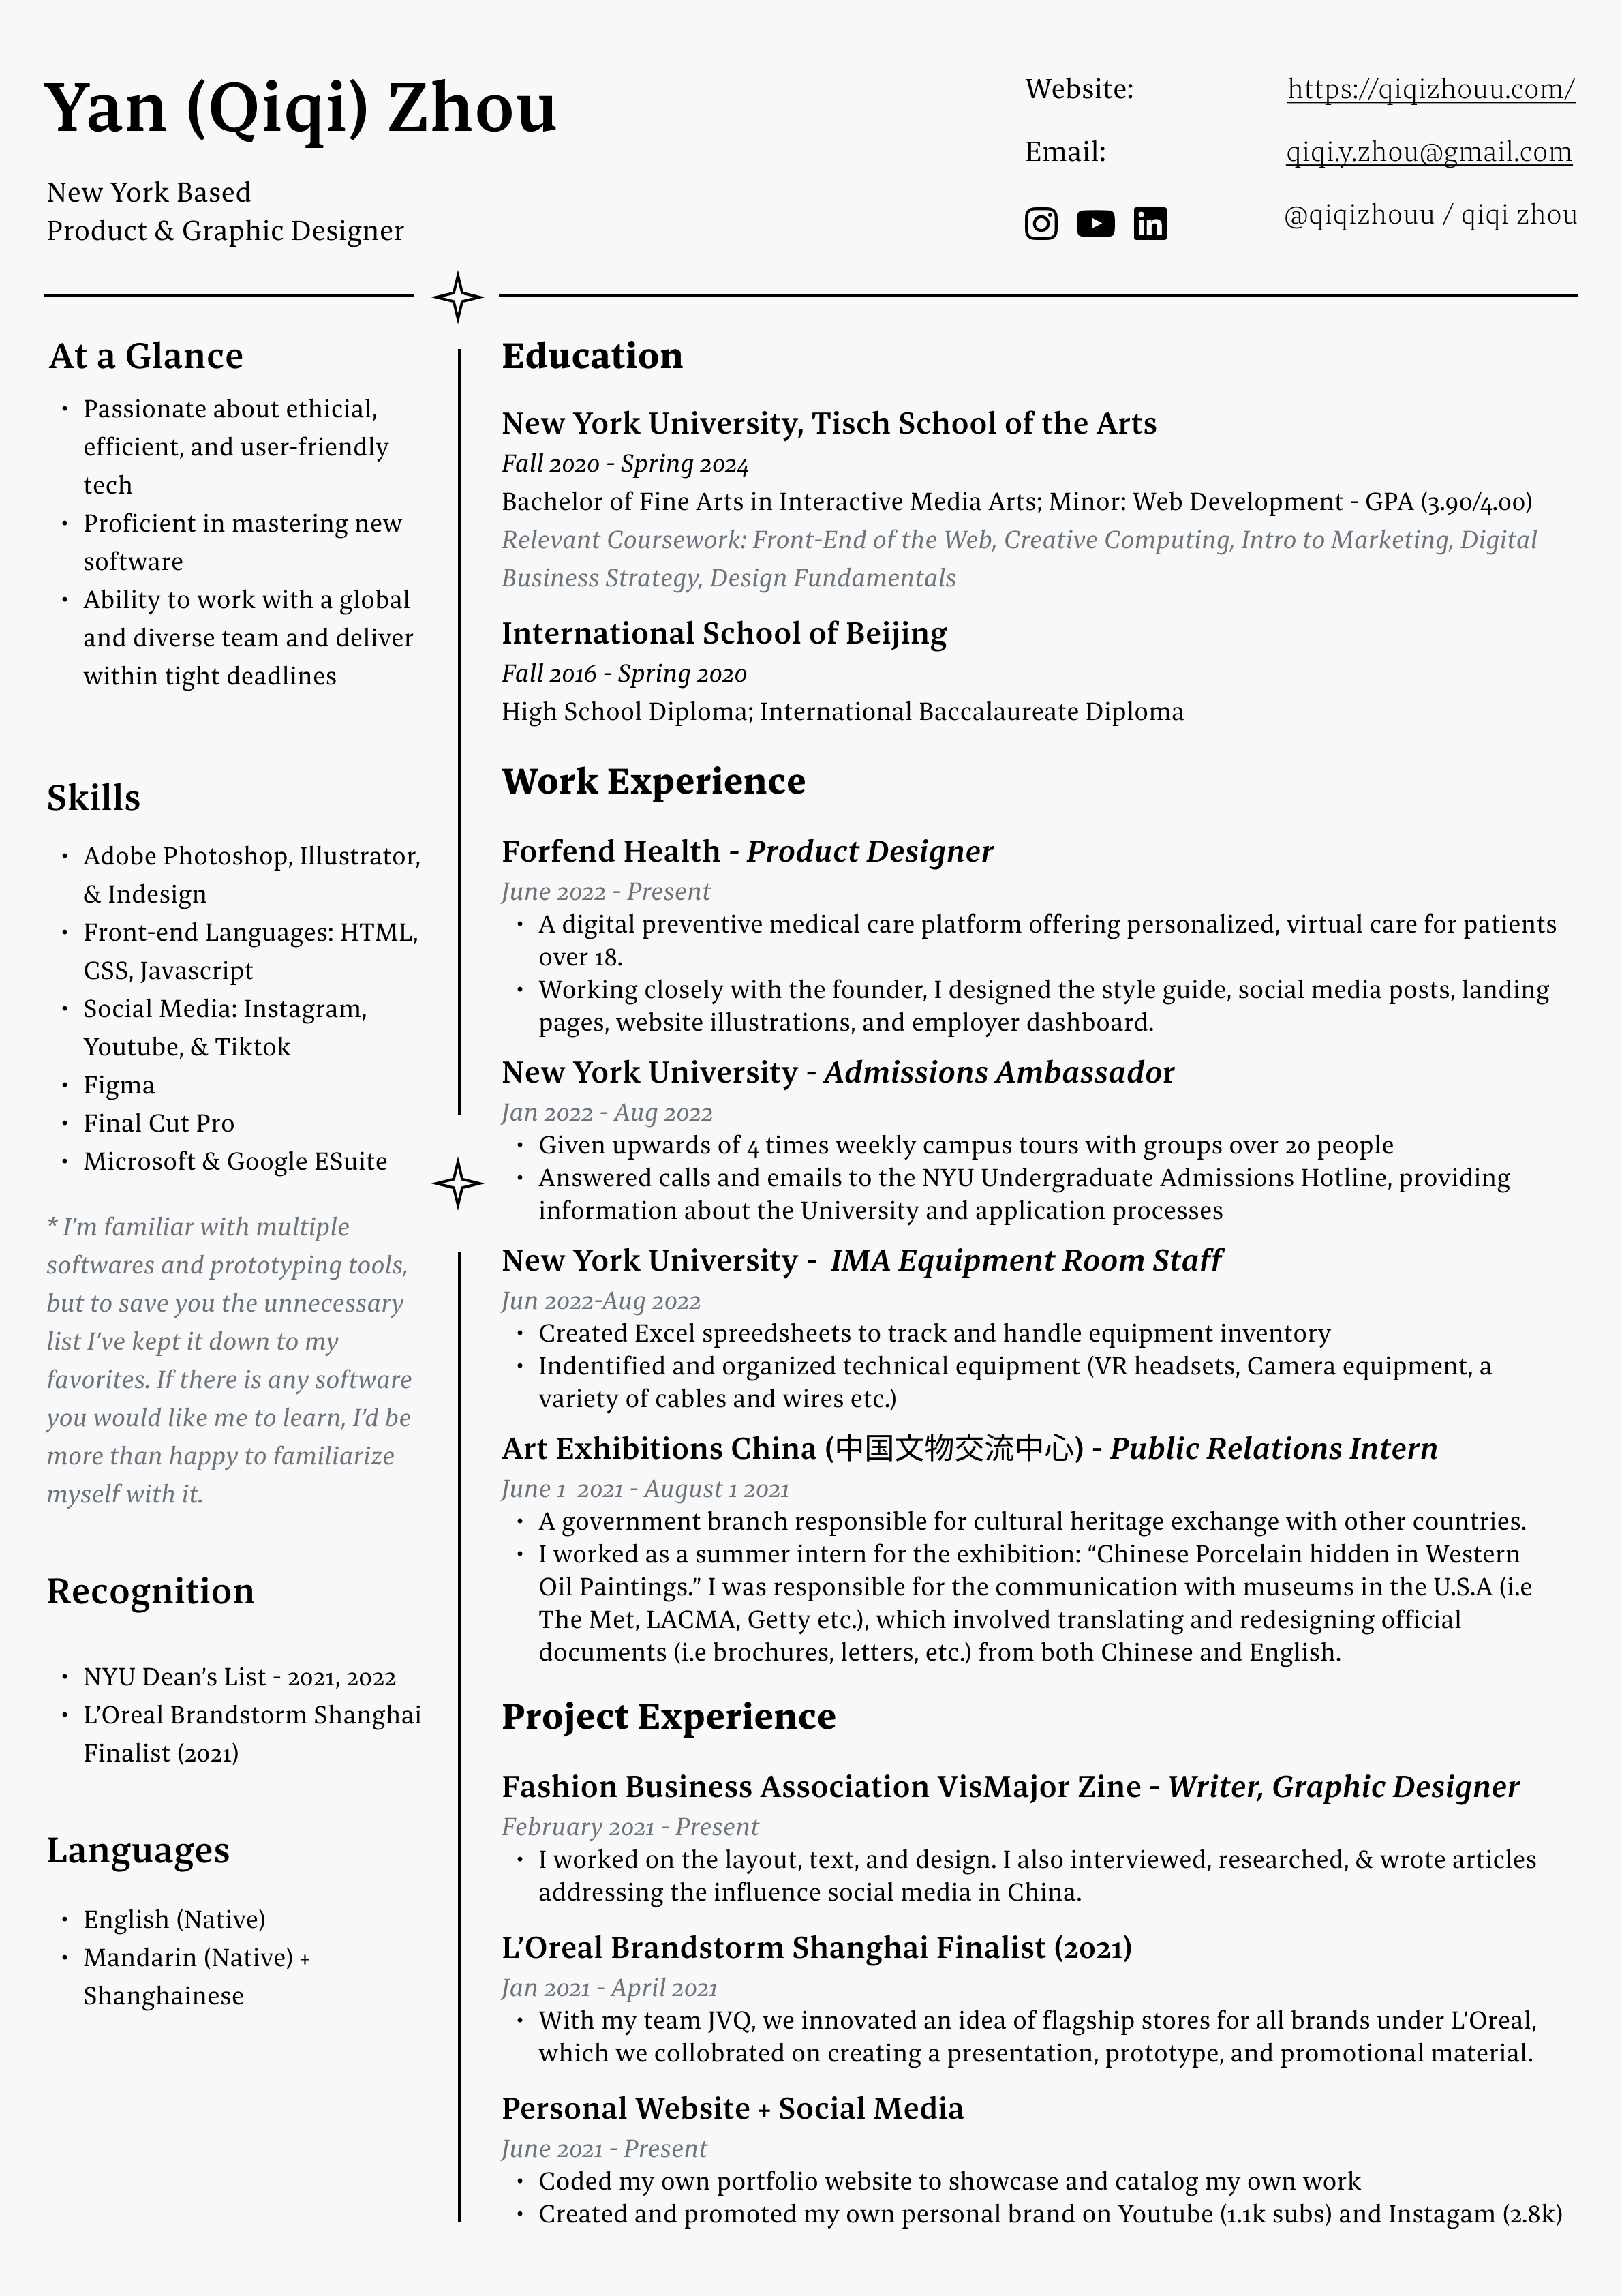 Yan (Qiqi) Zhou
New York Based
Product & Graphic Designer
Website: https://qiqizhouu.com/
Email: qiqi.y.zhou@gmail.com
@qiqizhouu / qiqi zhou
At a Glance
• Passionate about ethicial,
efficient, and user-friendly
tech
• Proficient in mastering new
software
• Ability to work with a global
and diverse team and deliver
within tight deadlines
Skills
• Adobe Photoshop, Illustrator,
& Indesign
• Front-end Languages: HTML,
CSS, Javascript
• Social Media: Instagram,
Youtube, & Tiktok
• Figma
• Final Cut Pro
• Microsoft & Google ESuite
* I'm familiar with multiple
softwares and prototyping tools,
but to save you the unnecessary
list I've kept it down to my
favorites. If there is any software
you would like me to learn, I'd be
more than happy to familiarize
myself with it.
Recognition
• NYU Dean's List - 2021, 2022
• L'Oreal Brandstorm Shanghai
Finalist (2021)
Languages
• English (Native)
• Mandarin (Native) +
Shanghainese
Education
New York University, Tisch School of the Arts
Fall 2020 - Spring 2024
Bachelor of Fine Arts in Interactive Media Arts; Minor: Web Development - GPA (3.90/4.00)
Relevant Coursework: Front-End of the Web, Creative Computing, Intro to Marketing, Digital
Business Strategy, Design Fundamentals
International School of Beijing
Fall 2016 - Spring 2020
High School Diploma; International Baccalaureate Diploma
Work Experience
Forfend Health - Product Designer
June 2022 - Present
• A digital preventive medical care platform offering personalized, virtual care for patients
over 18.
• Working closely with the founder, I designed the style guide, social media posts, landing
pages, website illustrations, and employer dashboard.
New York University - Admissions Ambassador
Jan 2022 - Aug 2022
• Given upwards of 4 times weekly campus tours with groups over 20 people
• Answered calls and emails to the NYU Undergraduate Admissions Hotline, providing
information about the University and application processes
New York University - IMA Equipment Room Staff
Jun 2022-Aug 2022
• Created Excel spreedsheets to track and handle equipment inventory
• Indentified and organized technical equipment (VR headsets, Camera equipment, a
variety of cables and wires etc.)
Art Exhibitions China (中国文物交流中心) - Public Relations Intern
June 1 2021 - August 1 2021
• A government branch responsible for cultural heritage exchange with other countries.
• I worked as a summer intern for the exhibition: “Chinese Porcelain hidden in Western
Oil Paintings.” I was responsible for the communication with museums in the U.S.A (i.e
The Met, LACMA, Getty etc.), which involved translating and redesigning official
documents (i.e brochures, letters, etc.) from both Chinese and English.
Project Experience
Fashion Business Association VisMajor Zine - Writer, Graphic Designer
February 2021 - Present
• I worked on the layout, text, and design. I also interviewed, researched, & wrote articles
addressing the influence social media in China.
L'Oreal Brandstorm Shanghai Finalist (2021)
Jan 2021 - April 2021
• With my team JVQ, we innovated an idea of flagship stores for all brands under L'Oreal,
which we collobrated on creating a presentation, prototype, and promotional material.
Personal Website + Social Media
June 2021 - Present
• Coded my own portfolio website to showcase and catalog my own work
• Created and promoted my own personal brand on Youtube (1.1k subs) and Instagam (2.8k)